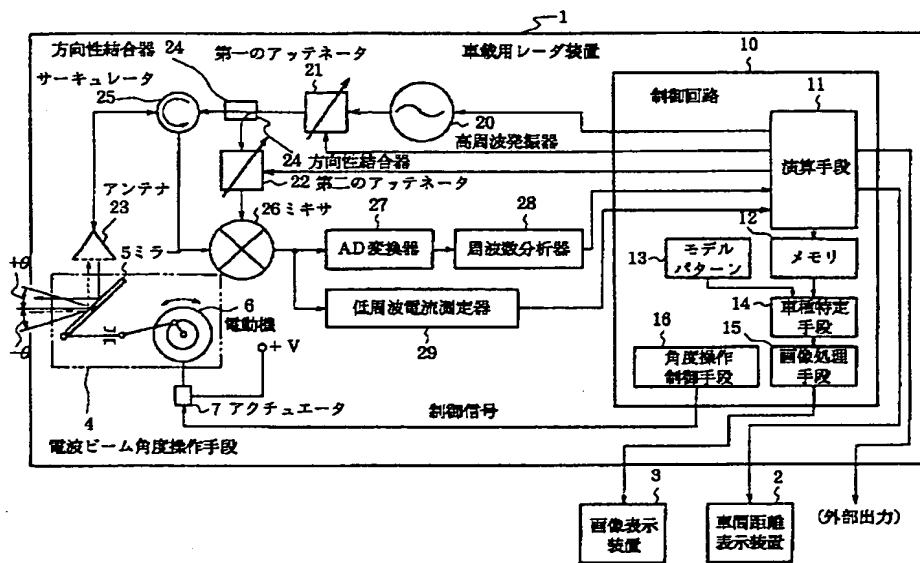 1
方向性結合器 24
第一のアッテネータ
車載用レーダ装置
10
サーキュレータ
25
21
制御回路
11
20
高周波発振器
24 方向性結合器
22 第二のアッテネータ
演算手段
アンテナ
23
26 ミキサ
27
28
12
+θ
5ミラー
AD変換器
周波数分析器
13
モデル
パターン
メモリ
6
電動機
低周波電流測定器
14
車種特定
手段
-θ
+V
29
16
15
角度操作
制御手段
画像処理
手段
4
7 アクチュエータ
制御信号
電波ビーム角度操作手段
3
2
画像表示
装置
車間距離
表示装置
(外部出力)